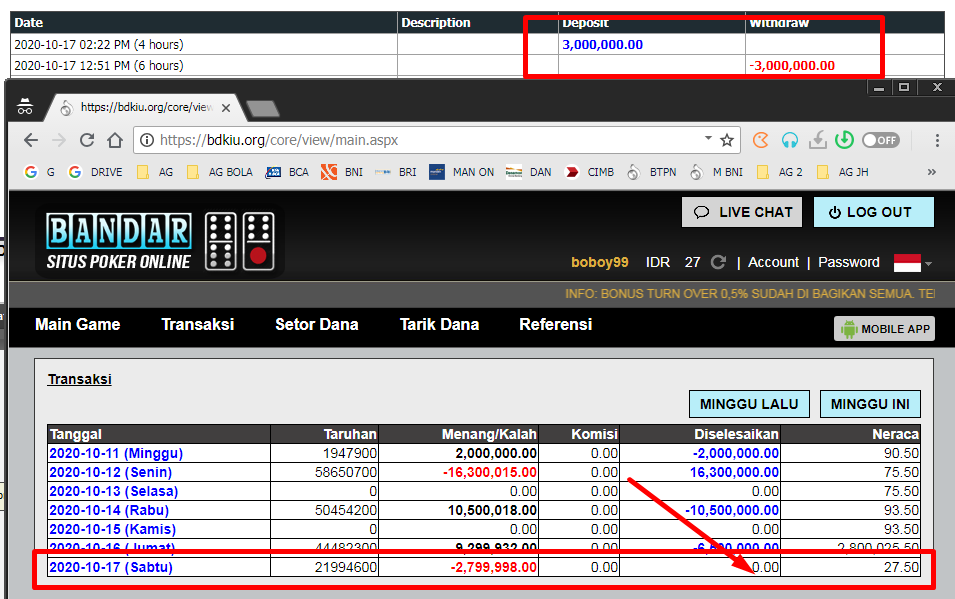 Date Description Deposit Withdraw
2020-10-17 02:22 PM (4 hours) 3,000,000.00
2020-10-17 12:51 PM (6 hours) -3,000,000.00
https://bdkiu.org/core/view
https://bdkiu.org/core/view/main.aspx
OFF
G DRIVE AG AG BOLA BCA BNI BRI MAN ON DAN CIMB BTPN M BNI AG 2 AG JH »
LIVE CHAT LOG OUT
BANDAR
SITUS POKER ONLINE
boboy99 IDR 27 | Account | Password
INFO: BONUS TURN OVER 0,5% SUDAH DI BAGIKAN SEMUA.
Main Game Transaksi Setor Dana Tarik Dana Referensi
MOBILE APP
Transaksi
MINGGU LALU MINGGU INI
Tanggal Taruhan Menang/Kalah Komisi Diselesaikan Neraca
2020-10-11 (Minggu) 1947900 2,000,000.00 0.00 -2,000,000.00 90.50
2020-10-12 (Senin) 58650700 -16,300,015.00 0.00 16,300,000.00 75.50
2020-10-13 (Selasa) 0 0.00 0.00 0.00 75.50
2020-10-14 (Rabu) 50454200 10,500,018.00 0.00 -10,500,000.00 93.50
2020-10-15 (Kamis) 0 0.00 0.00 0.00 93.50
2020-10-16 (Jumat) 44482300 9,299,932.00 0.00 2,800,025.50
2020-10-17 (Sabtu) 21994600 -2,799,998.00 0.00 0.00 27.50